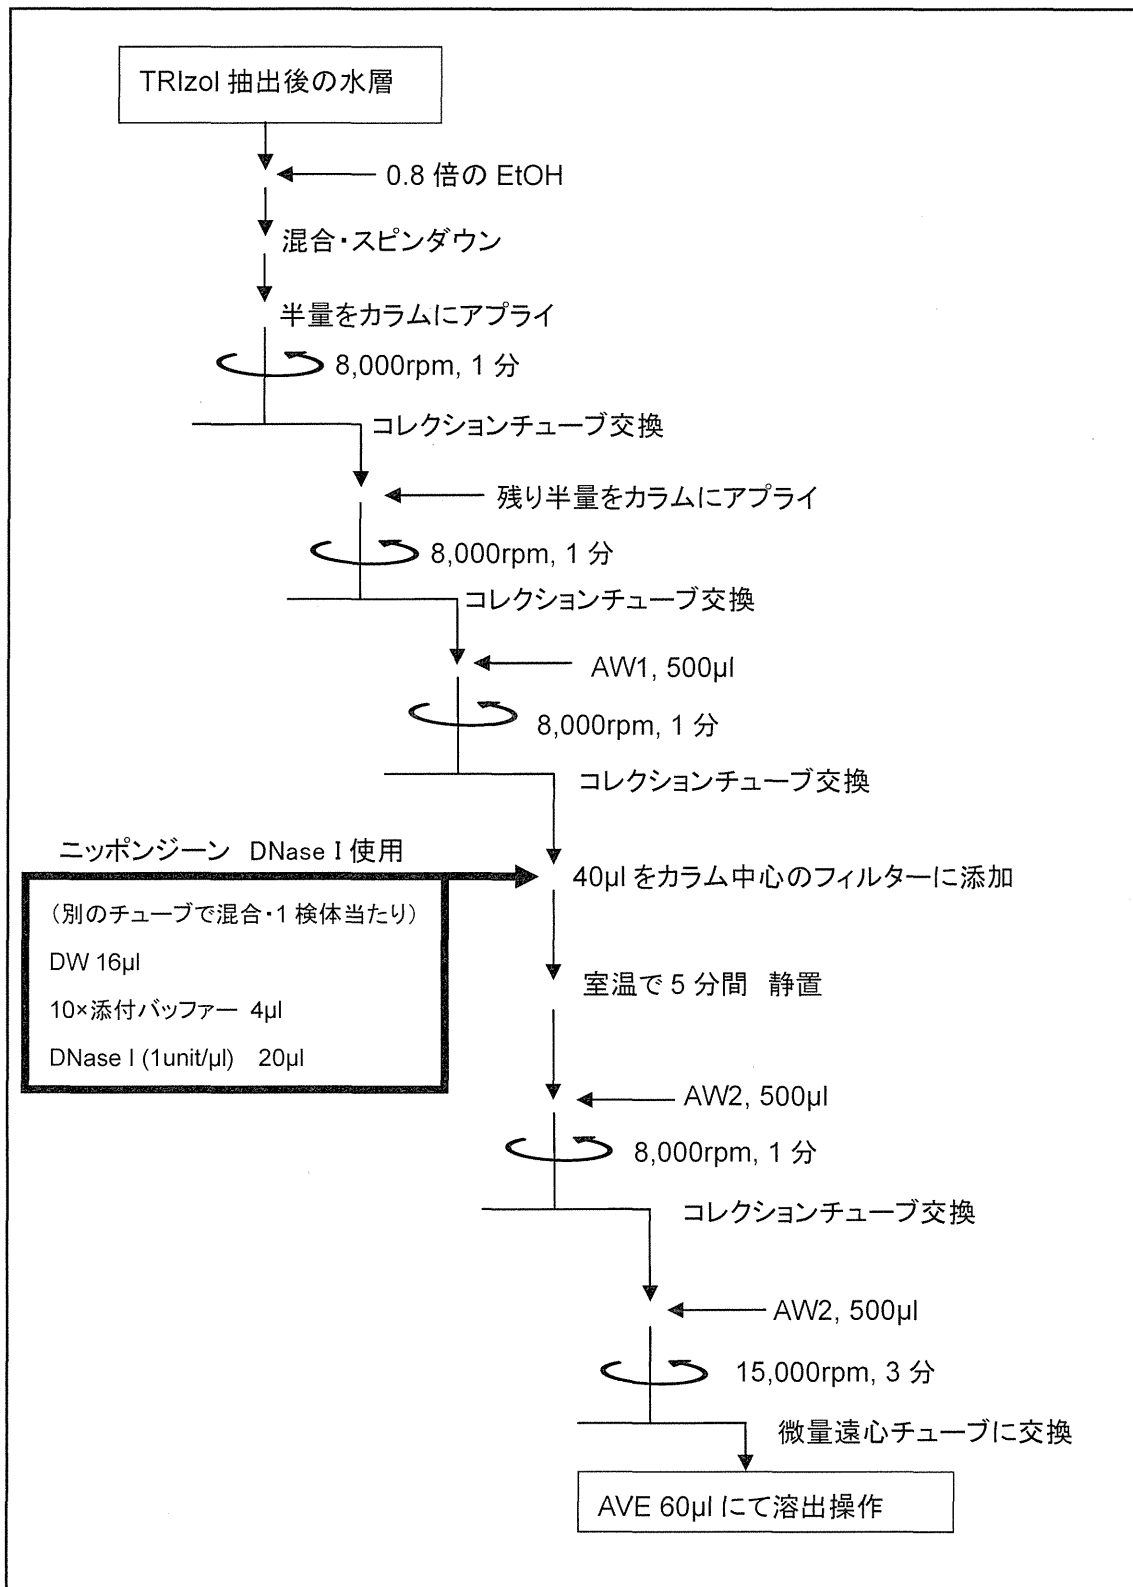 TRIzol 抽出後の水層
0.8 倍の EtOH
混合・スピンダウン
半量をカラムにアプライ
8,000rpm, 1 分
コレクションチューブ交換
残り半量をカラムにアプライ
8,000rpm, 1 分
コレクションチューブ交換
AW1, 500µl
8,000rpm, 1 分
コレクションチューブ交換
ニッポンジーン DNase I 使用
（別のチューブで混合・1 検体当たり）
DW 16µl
10×添付バッファー 4µl
DNase I (1unit/µl) 20µl
40µl をカラム中心のフィルターに添加
室温で 5 分間 静置
AW2, 500µl
8,000rpm, 1 分
コレクションチューブ交換
AW2, 500µl
15,000rpm, 3 分
微量遠心チューブに交換
AVE 60µl にて溶出操作